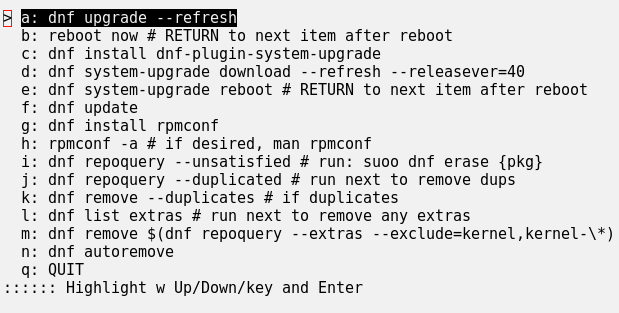 > a: dnf upgrade --refresh
b: reboot now # RETURN to next item after reboot
c: dnf install dnf-plugin-system-upgrade
d: dnf system-upgrade download --refresh --releasever=40
e: dnf system-upgrade reboot # RETURN to next item after reboot
f: dnf update
g: dnf install rpmconf
h: rpmconf -a # if desired, man rpmconf
i: dnf repoquery --unsatisfied # run: suoo dnf erase {pkg}
j: dnf repoquery --duplicated # run next to remove dups
k: dnf remove --duplicates # if duplicates
l: dnf list extras # run next to remove any extras
m: dnf remove $(dnf repoquery --extras --exclude=kernel,kernel-\*)
n: dnf autoremove
q: QUIT
:::::: Highlight w Up/Down/key and Enter